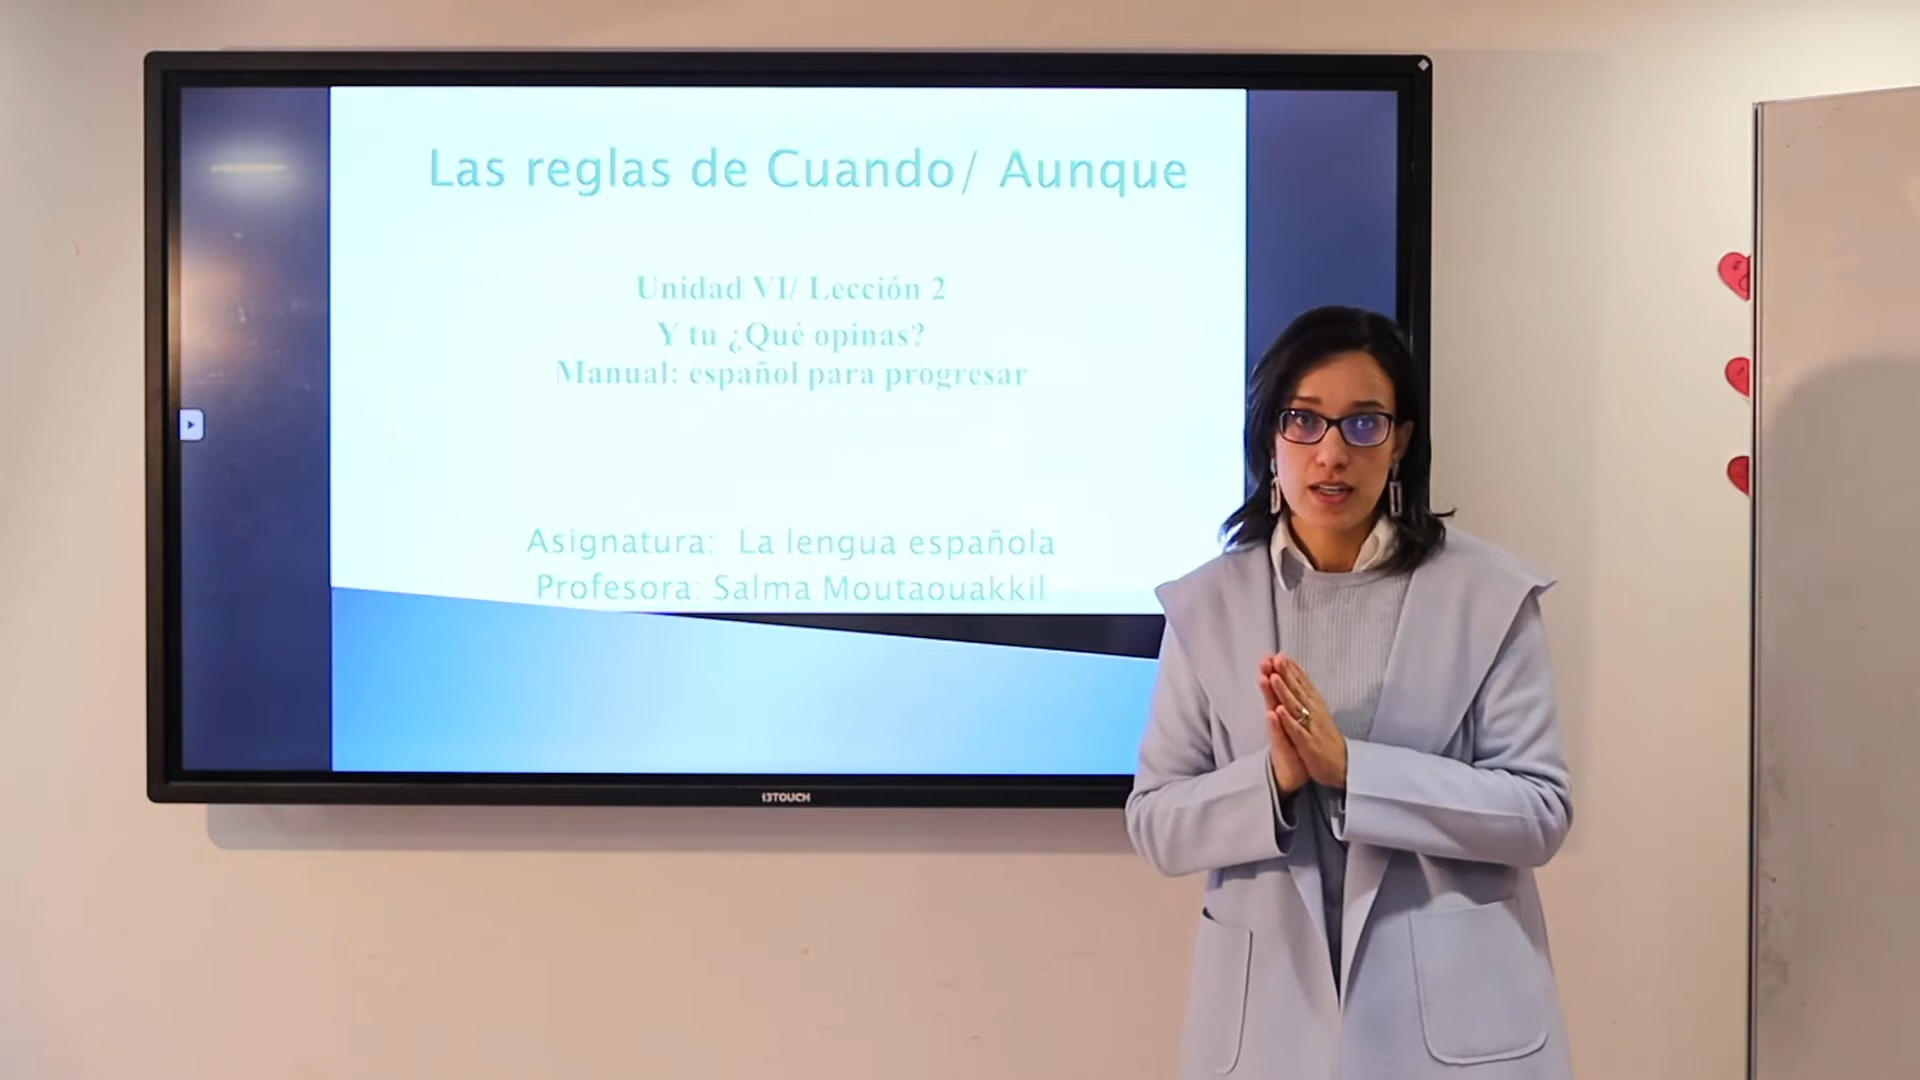 Las reglas de Cuando/ Aunque
Unidad VI/ Lección 2
Y tu ¿Qué opinas?
Manual: español para progresar
Asignatura: La lengua española
Profesora: Salma Moutaouakkil
i3TOUCH